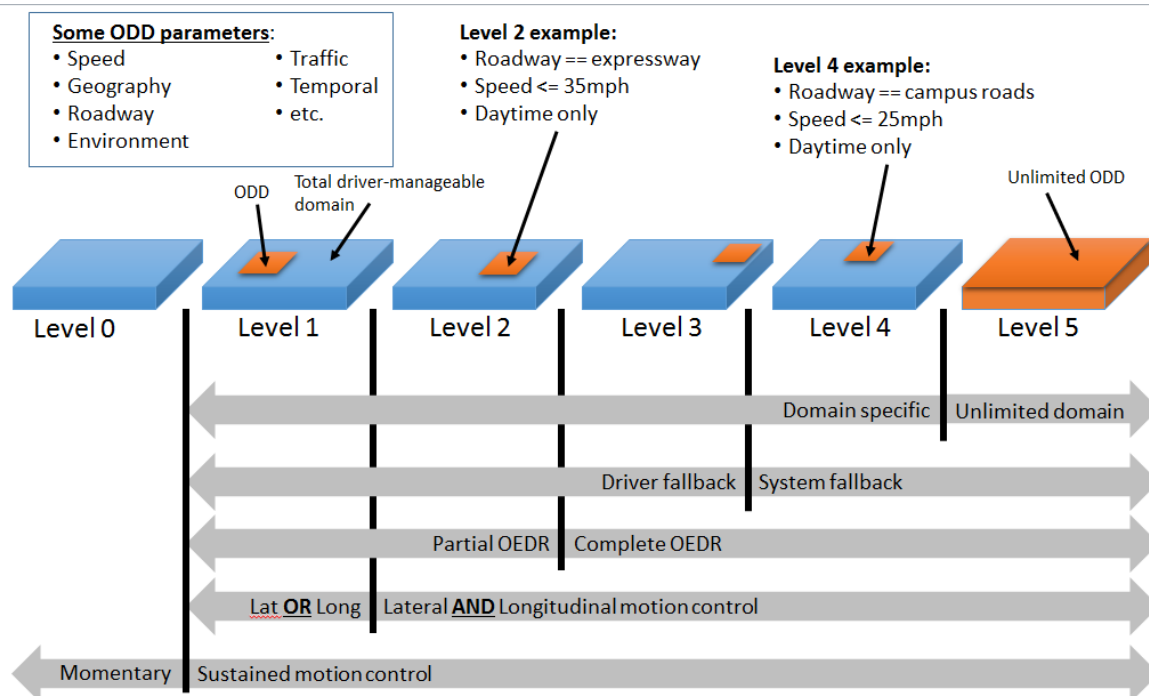 Some ODD parameters:
• Speed
• Geography
• Roadway
• Environment
• Traffic
• Temporal
• etc.
Level 2 example:
• Roadway == expressway
• Speed <= 35mph
• Daytime only
Level 4 example:
• Roadway == campus roads
• Speed <= 25mph
• Daytime only
ODD
Total driver-manageable
domain
Unlimited ODD
Level 0
Level 1
Level 2
Level 3
Level 4
Level 5
Domain specific
Unlimited domain
Driver fallback
System fallback
Partial OEDR
Complete OEDR
Lat OR Long
Lateral AND Longitudinal motion control
Momentary
Sustained motion control